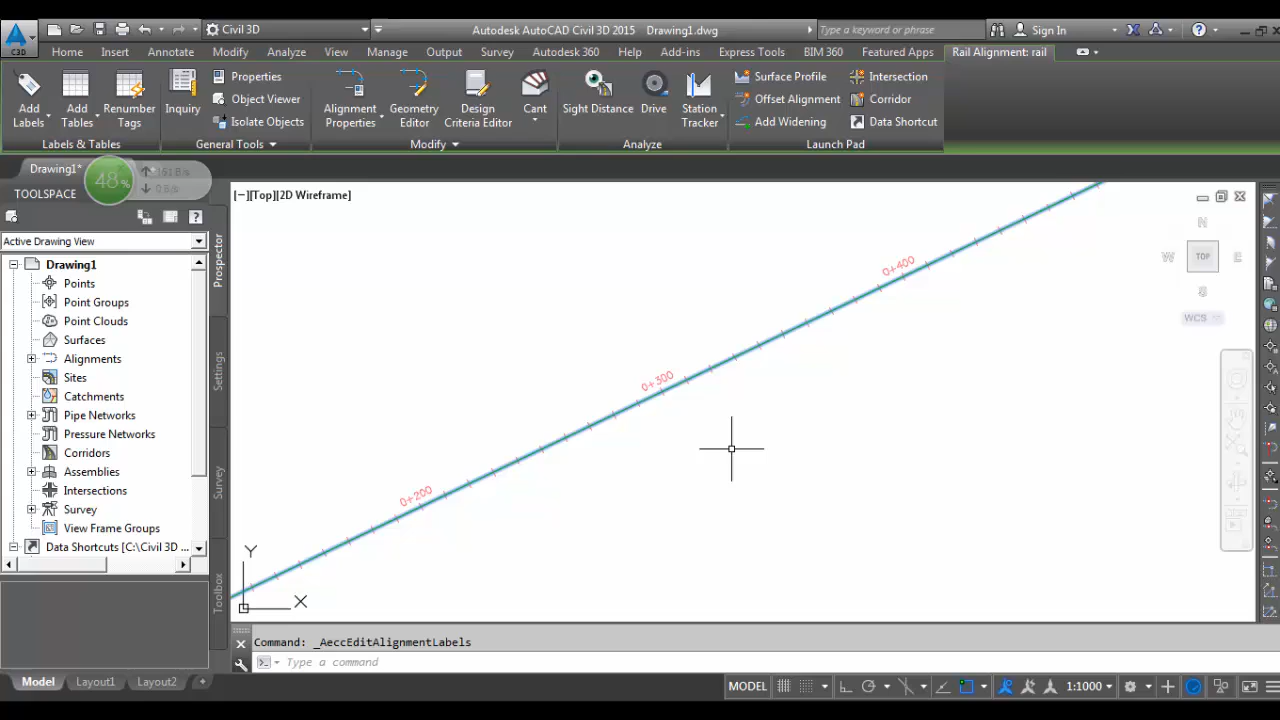 C3D
Civil 3D
Autodesk AutoCAD Civil 3D 2015 Drawing1.dwg
Type a keyword or phrase
Sign In
Home Insert Annotate Modify Analyze View Manage Output Survey Autodesk 360 Help Add-ins Express Tools BIM 360 Featured Apps Rail Alignment: rail
Add Labels
Add Tables
Renumber Tags
Labels & Tables
Inquiry
Properties
Object Viewer
Isolate Objects
General Tools
Alignment Properties
Geometry Editor
Design Criteria Editor
Cant
Modify
Sight Distance
Drive
Station Tracker
Analyze
Surface Profile
Offset Alignment
Add Widening
Intersection
Corridor
Data Shortcut
Launch Pad
Drawing1*
48%
0 B/s
TOOLSPACE
Active Drawing View
Drawing1
Points
Point Groups
Point Clouds
Surfaces
Alignments
Sites
Catchments
Pipe Networks
Pressure Networks
Corridors
Assemblies
Intersections
Survey
View Frame Groups
Data Shortcuts [C:\Civil 3D ...
Prospector
Settings
Survey
Toolbox
[−][Top][2D Wireframe]
0+400
0+300
0+200
N
W TOP E
S
WCS
Y
X
Command: _AeccEditAlignmentLabels
Type a command
Model Layout1 Layout2 +
MODEL
1:1000